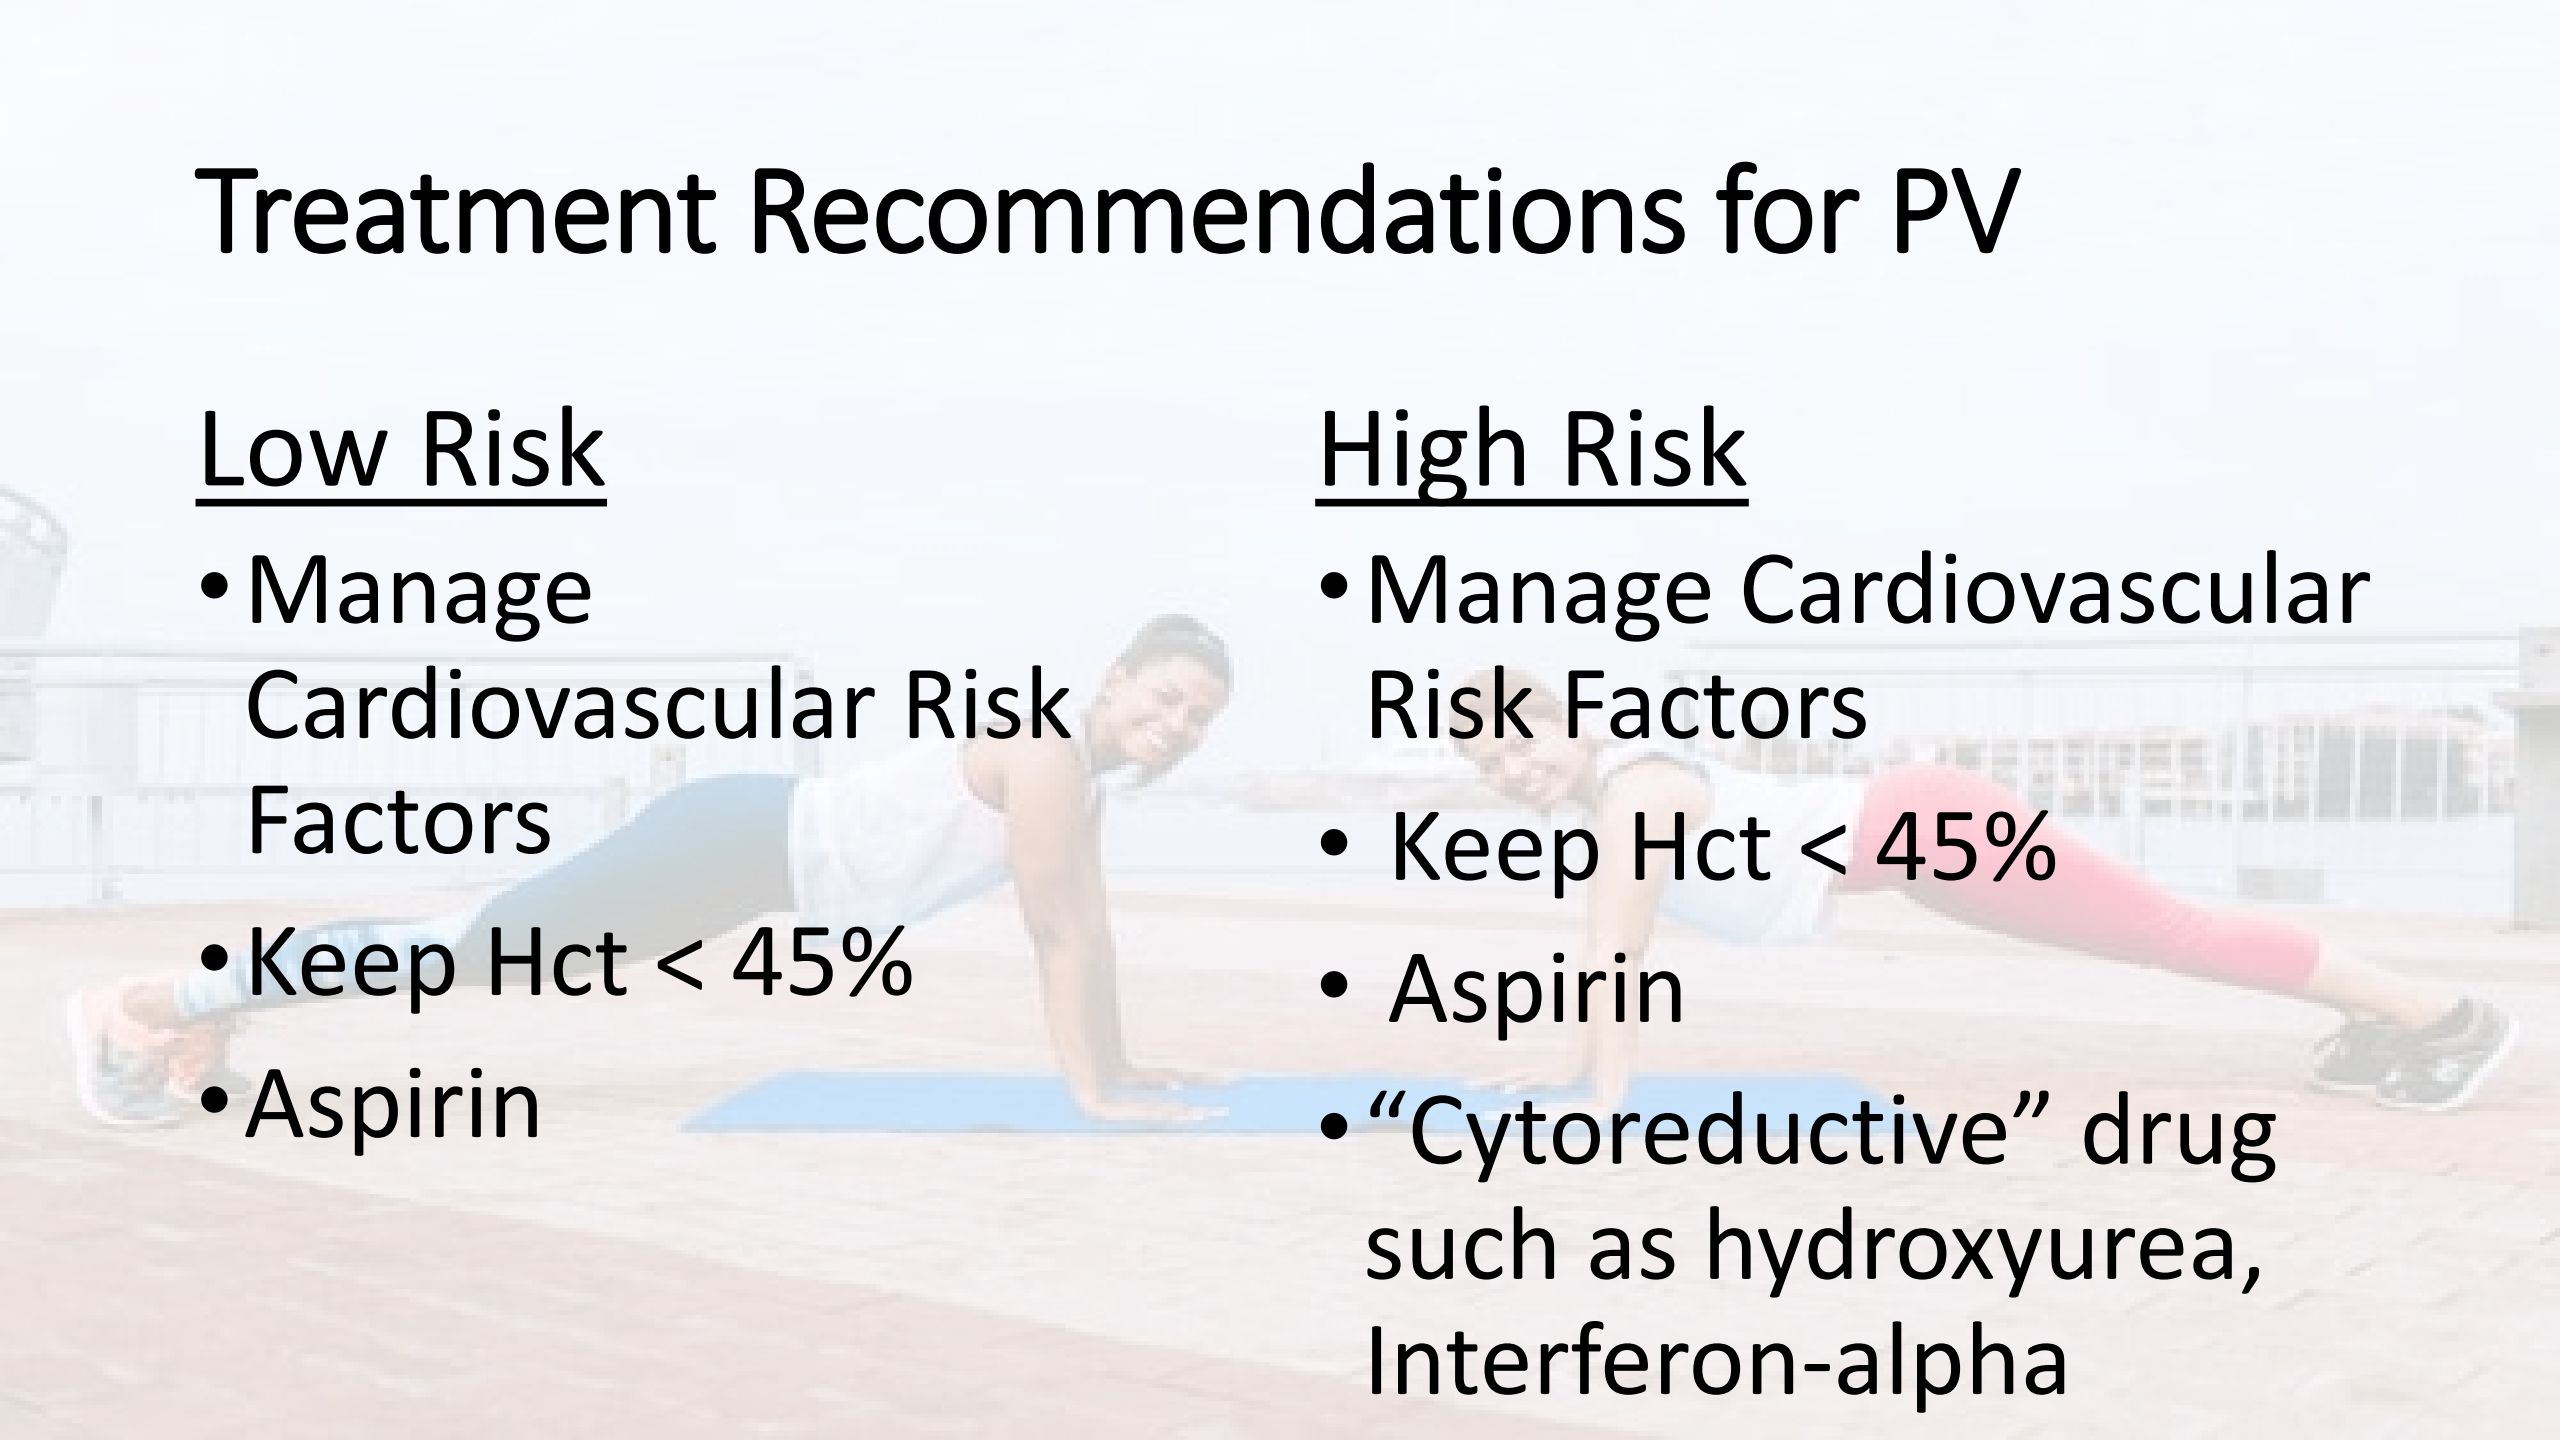 Treatment Recommendations for PV
Low Risk
•Manage
Cardiovascular Risk
Factors
•Keep Hct < 45%
•Aspirin
High Risk
•Manage Cardiovascular
Risk Factors
• Keep Hct < 45%
• Aspirin
•“Cytoreductive” drug
such as hydroxyurea,
Interferon-alpha